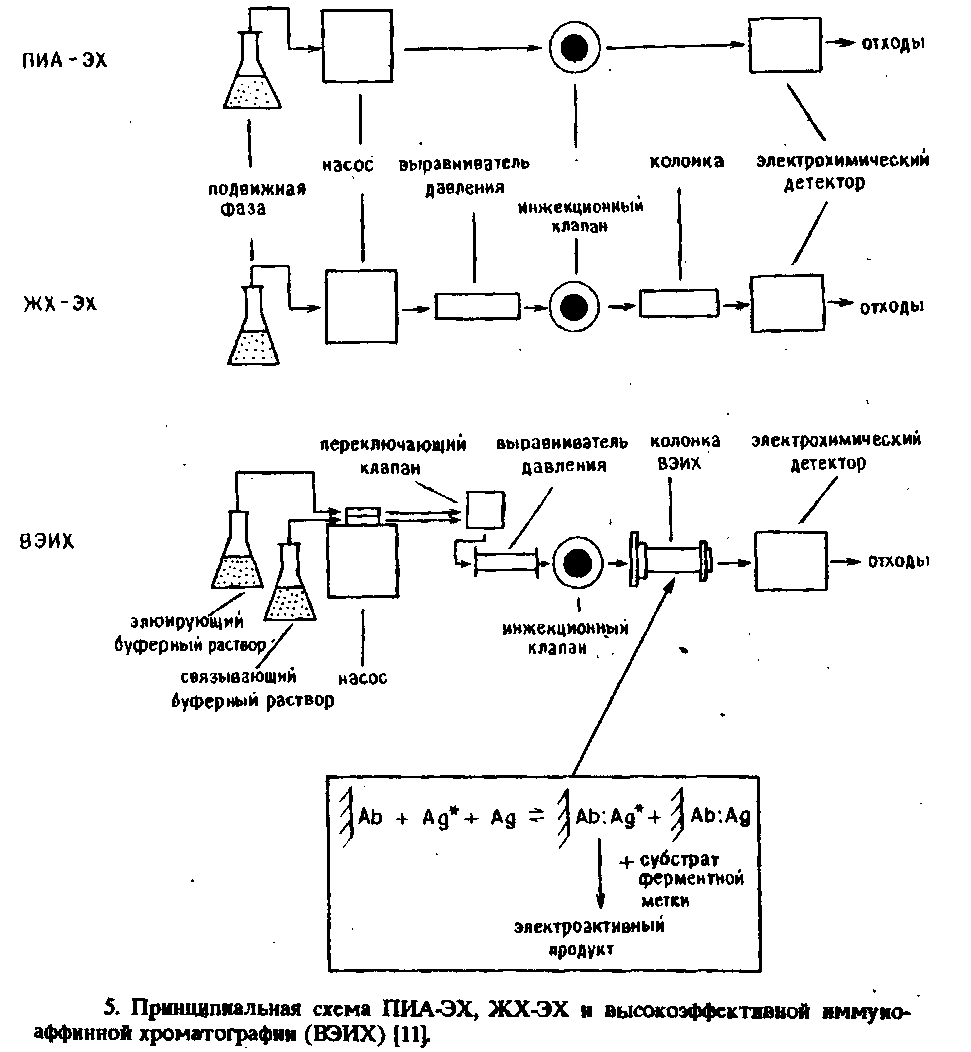 ПИА - ЭХ
отходы
насос
выравниватель
давления
колонка
электрохимический
детектор
подвижная
фаза
инжекционный
клапан
ЖХ - ЭХ
отходы
переключающий
клапан
выравниватель
давления
колонка
ВЭИХ
электрохимический
детектор
ВЭИХ
отходы
элюирующий
буферный раствор
инжекционный
клапан
связывающий
буферный раствор
насос
Ab + Ag* + Ag ⇌ Ab:Ag* + Ab:Ag
+ субстрат
ферментной
метки
электроактивный
продукт
5. Принципиальная схема ПИА-ЭХ, ЖХ-ЭХ и высокоэффективной иммуно-
аффинной хроматографии (ВЭИХ) [11].